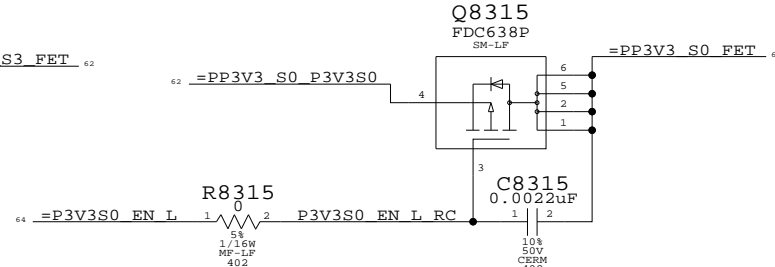 Q8315
FDC638P
SM-LF
S3_FET 62
=PP3V3_S0_FET
62 =PP3V3_S0_P3V3S0
4
6
5
2
1
3
R8315
0
C8315
0.0022uF
64 =P3V3S0_EN_L 1 2 P3V3S0_EN_L_RC 1 2
5%
1/16W
MF-LF
402
10%
50V
CERM